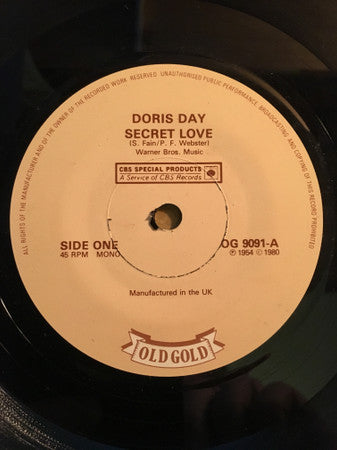 ALL RIGHTS OF THE MANUFACTURER AND OF THE OWNER OF THE RECORDED WORK RESERVED UNAUTHORISED PUBLIC PERFORMANCE, BROADCASTING AND COPYING OF THIS RECORD PROHIBITED
DORIS DAY
SECRET LOVE
(S. Fain/P. F. Webster)
Warner Bros. Music
CBS SPECIAL PRODUCTS
A Service of CBS Records
SIDE ONE OG 9091-A
45 RPM MONO ℗ 1954 © 1980
Manufactured in the UK
OLD GOLD